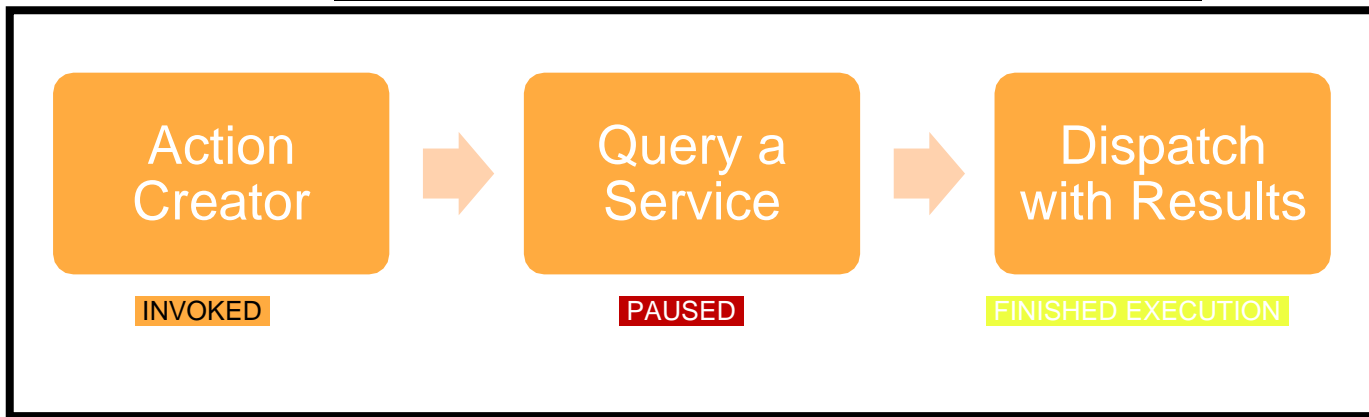 Action
Creator
Query a
Service
Dispatch
with Results
INVOKED
PAUSED
FINISHED EXECUTION